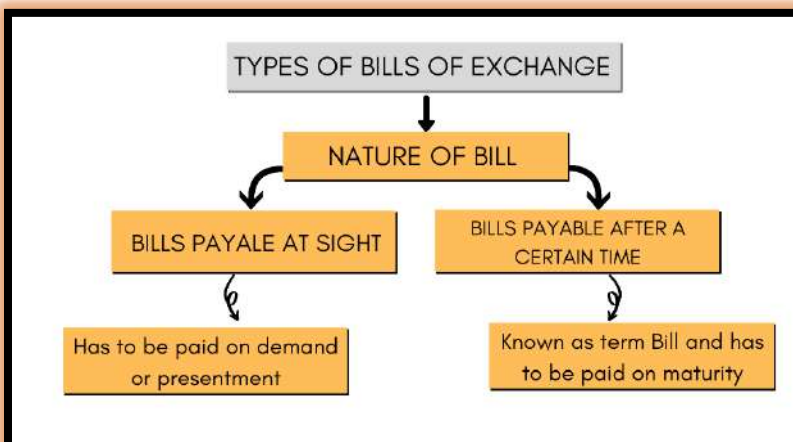 TYPES OF BILLS OF EXCHANGE
NATURE OF BILL
BILLS PAYALE AT SIGHT
BILLS PAYABLE AFTER A
CERTAIN TIME
Has to be paid on demand
or presentment
Known as term Bill and has
to be paid on maturity